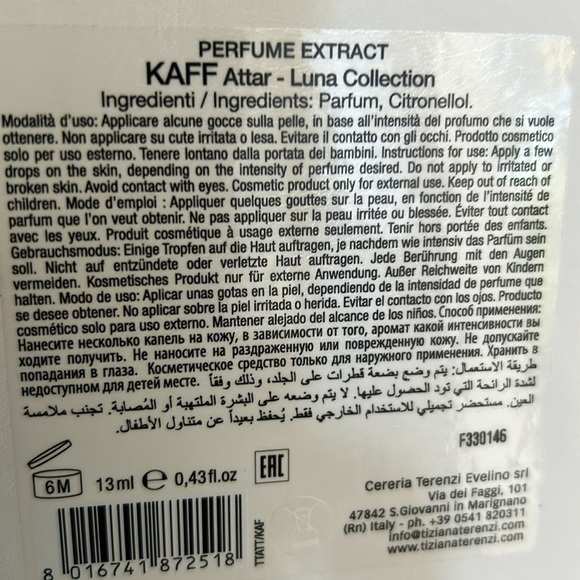 PERFUME EXTRACT
KAFF Attar - Luna Collection
Ingredienti / Ingredients: Parfum, Citronellol.
Modalità d'uso: Applicare alcune gocce sulla pelle, in base all'intensità del profumo che si vuole
ottenere. Non applicare su cute irritata o lesa. Evitare il contatto con gli occhi. Prodotto cosmetico
solo per uso esterno. Tenere lontano dalla portata dei bambini. Instructions for use: Apply a few
drops on the skin, depending on the intensity of perfume desired. Do not apply to irritated or
broken skin. Avoid contact with eyes. Cosmetic product only for external use. Keep out of reach of
children. Mode d'emploi : Appliquer quelques gouttes sur la peau, en fonction de l'intensité de
parfum que l'on veut obtenir. Ne pas appliquer sur la peau irritée ou blessée. Éviter tout contact
avec les yeux. Produit cosmétique à usage externe seulement. Tenir hors portée des enfants.
Gebrauchsmodus: Einige Tropfen auf die Haut auftragen, je nachdem wie intensiv das Parfüm sein
soll. Nicht auf entzündete oder verletzte Haut auftragen. Jede Berührung mit den Augen
vermeiden. Kosmetisches Produkt nur für externe Anwendung. Außer Reichweite von Kindern
halten. Modo de uso: Aplicar unas gotas en la piel, dependiendo de la intensidad de perfume que
se desee obtener. No aplicar sobre la piel irritada o herida. Evitar el contacto con los ojos. Producto
cosmético solo para uso externo. Mantener alejado del alcance de los niños. Способ применения:
Нанесите несколько капель на кожу, в зависимости от того, аромат какой интенсивности вы
ходите получить. Не наносите на раздраженную или поврежденную кожу. Не допускайте
попадания в глаза. Косметическое средство только для наружного применения. Хранить в
недоступном для детей месте. طريقة الاستعمال: يتم وضع بضعة قطرات على الجلد، وذلك وفقاً
لشدة الرائحة التي تود الحصول عليها. لا يتم وضعه على البشرة الملتهبة أو المُصابة. تجنب ملامسة
العين. مستحضر تجميلي للاستخدام الخارجي فقط. يُحفظ بعيداً عن متناول الأطفال.
F330146
6M 13ml e 0,43fl.oz EAC
Cereria Terenzi Evelino srl
Via dei Faggi, 101
47842 S.Giovanni in Marignano
(Rn) Italy - ph. +39 0541 820311
info@tizianaterenzi.com
www.tizianaterenzi.com
TTATT/KAF
8 016741 872518